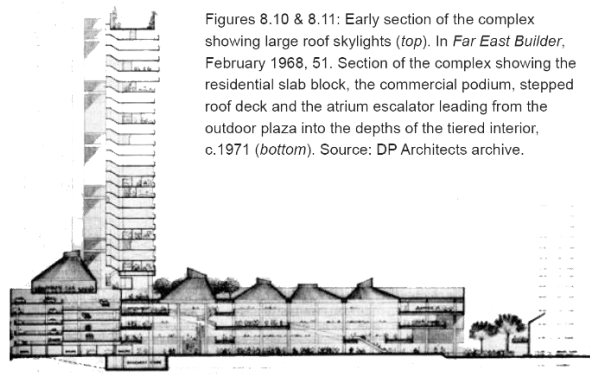 Figures 8.10 & 8.11: Early section of the complex
showing large roof skylights (top). In Far East Builder,
February 1968, 51. Section of the complex showing the
residential slab block, the commercial podium, stepped
roof deck and the atrium escalator leading from the
outdoor plaza into the depths of the tiered interior,
c.1971 (bottom). Source: DP Architects archive.